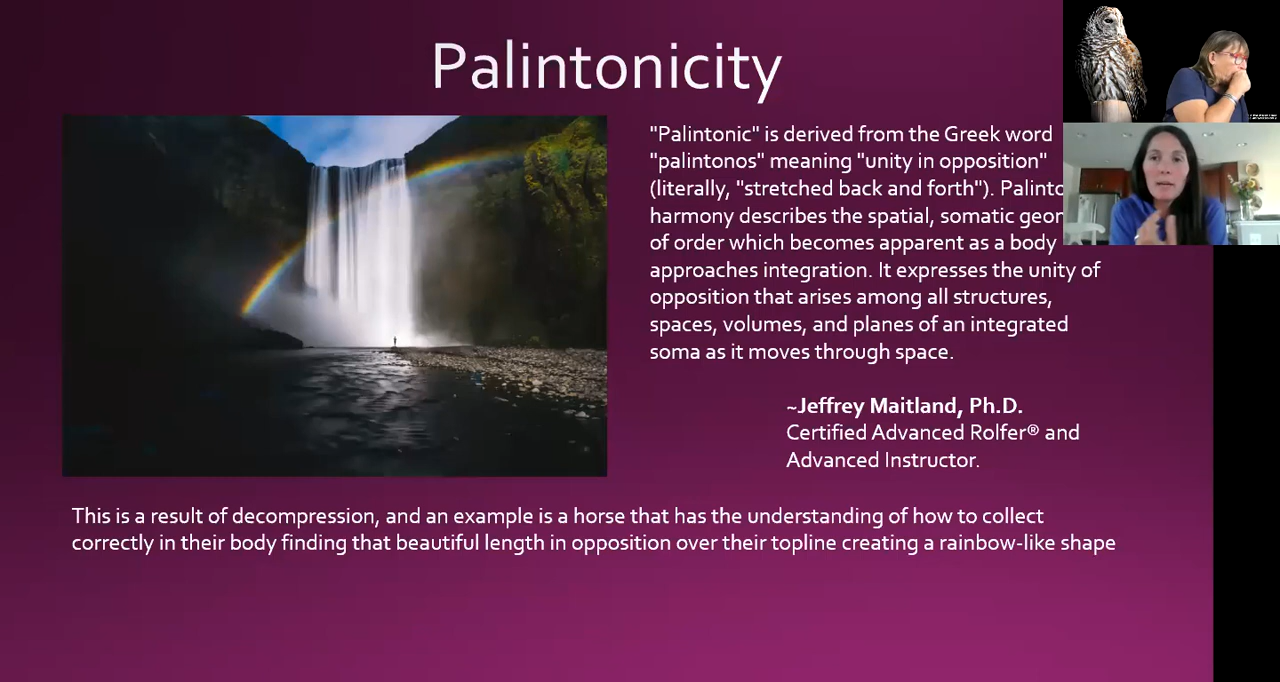 Palintonicity
"Palintonic" is derived from the Greek word
"palintonos" meaning "unity in opposition"
(literally, "stretched back and forth").
harmony describes the spatial, somatic
of order which becomes apparent as a body
approaches integration. It expresses the unity of
opposition that arises among all structures,
spaces, volumes, and planes of an integrated
soma as it moves through space.
~Jeffrey Maitland, Ph.D.
Certified Advanced Rolfer® and
Advanced Instructor.
This is a result of decompression, and an example is a horse that has the understanding of how to collect
correctly in their body finding that beautiful length in opposition over their topline creating a rainbow-like shape